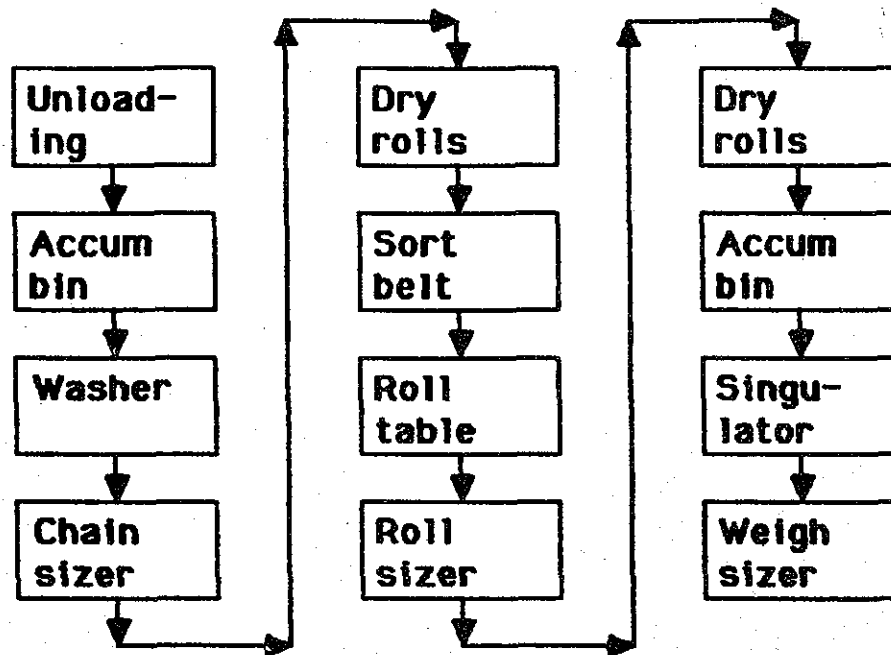 Unload-
ing
Accum
bin
Washer
Chain
sizer
Dry
rolls
Sort
belt
Roll
table
Roll
sizer
Dry
rolls
Accum
bin
Singu-
lator
Weigh
sizer